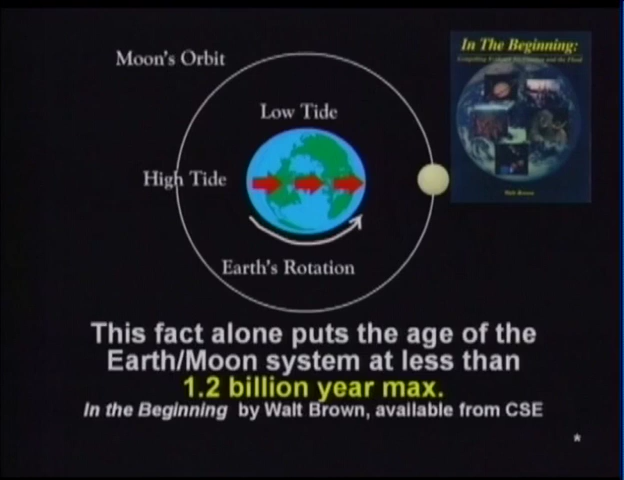 Moon's Orbit
In The Beginning:
Low Tide
High Tide
Earth's Rotation
Walt Brown
This fact alone puts the age of the
Earth/Moon system at less than
1.2 billion year max.
In the Beginning by Walt Brown, available from CSE
*